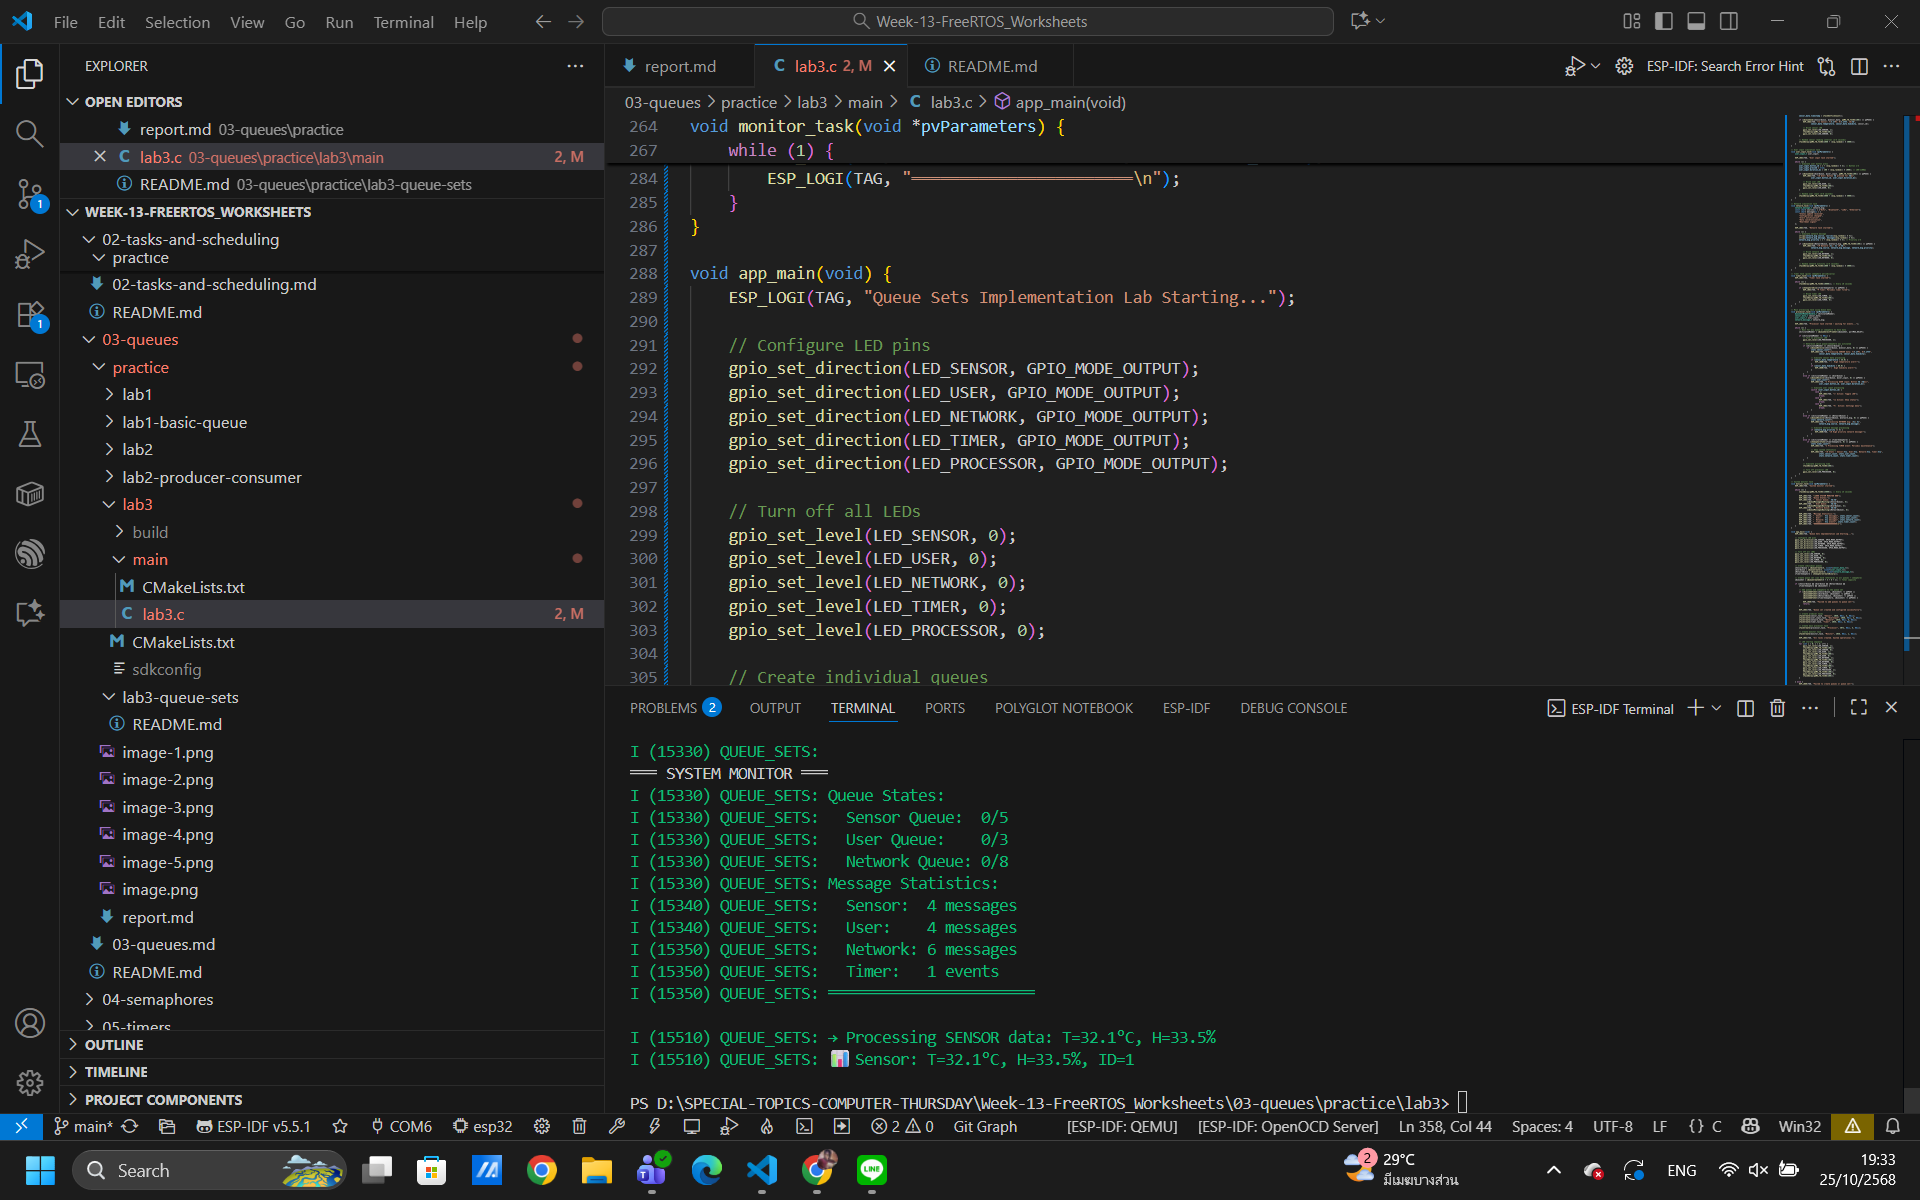 File Edit Selection View Go Run Terminal Help
Week-13-FreeRTOS_Worksheets
EXPLORER
OPEN EDITORS
report.md 03-queues\practice
lab3.c 03-queues\practice\lab3\main 2, M
README.md 03-queues\practice\lab3-queue-sets
WEEK-13-FREERTOS_WORKSHEETS
02-tasks-and-scheduling
practice
02-tasks-and-scheduling.md
README.md
03-queues
practice
lab1
lab1-basic-queue
lab2
lab2-producer-consumer
lab3
build
main
CMakeLists.txt
lab3.c 2, M
CMakeLists.txt
sdkconfig
lab3-queue-sets
README.md
image-1.png
image-2.png
image-3.png
image-4.png
image-5.png
image.png
report.md
03-queues.md
README.md
04-semaphores
05-timers
OUTLINE
TIMELINE
PROJECT COMPONENTS
report.md lab3.c 2, M README.md
ESP-IDF: Search Error Hint
03-queues > practice > lab3 > main > C lab3.c > app_main(void)
264 void monitor_task(void *pvParameters) {
267 while (1) {
284 ESP_LOGI(TAG, "═══════════════════════\n");
285 }
286 }
287
288 void app_main(void) {
289 ESP_LOGI(TAG, "Queue Sets Implementation Lab Starting...");
290
291 // Configure LED pins
292 gpio_set_direction(LED_SENSOR, GPIO_MODE_OUTPUT);
293 gpio_set_direction(LED_USER, GPIO_MODE_OUTPUT);
294 gpio_set_direction(LED_NETWORK, GPIO_MODE_OUTPUT);
295 gpio_set_direction(LED_TIMER, GPIO_MODE_OUTPUT);
296 gpio_set_direction(LED_PROCESSOR, GPIO_MODE_OUTPUT);
297
298 // Turn off all LEDs
299 gpio_set_level(LED_SENSOR, 0);
300 gpio_set_level(LED_USER, 0);
301 gpio_set_level(LED_NETWORK, 0);
302 gpio_set_level(LED_TIMER, 0);
303 gpio_set_level(LED_PROCESSOR, 0);
304
305 // Create individual queues
PROBLEMS 2 OUTPUT TERMINAL PORTS POLYGLOT NOTEBOOK ESP-IDF DEBUG CONSOLE
ESP-IDF Terminal
I (15330) QUEUE_SETS:
═══ SYSTEM MONITOR ═══
I (15330) QUEUE_SETS: Queue States:
I (15330) QUEUE_SETS:   Sensor Queue:  0/5
I (15330) QUEUE_SETS:   User Queue:    0/3
I (15330) QUEUE_SETS:   Network Queue: 0/8
I (15330) QUEUE_SETS: Message Statistics:
I (15340) QUEUE_SETS:   Sensor:  4 messages
I (15340) QUEUE_SETS:   User:    4 messages
I (15350) QUEUE_SETS:   Network: 6 messages
I (15350) QUEUE_SETS:   Timer:   1 events
I (15350) QUEUE_SETS: ═══════════════════════
I (15510) QUEUE_SETS: → Processing SENSOR data: T=32.1°C, H=33.5%
I (15510) QUEUE_SETS: 📊 Sensor: T=32.1°C, H=33.5%, ID=1
PS D:\SPECIAL-TOPICS-COMPUTER-THURSDAY\Week-13-FreeRTOS_Worksheets\03-queues\practice\lab3>
main* ESP-IDF v5.5.1 COM6 esp32 2 0 Git Graph [ESP-IDF: QEMU] [ESP-IDF: OpenOCD Server] Ln 358, Col 44 Spaces: 4 UTF-8 LF {} C Win32
Search
2 29°C
มีเมฆบางส่วน
ENG
19:33
25/10/2568